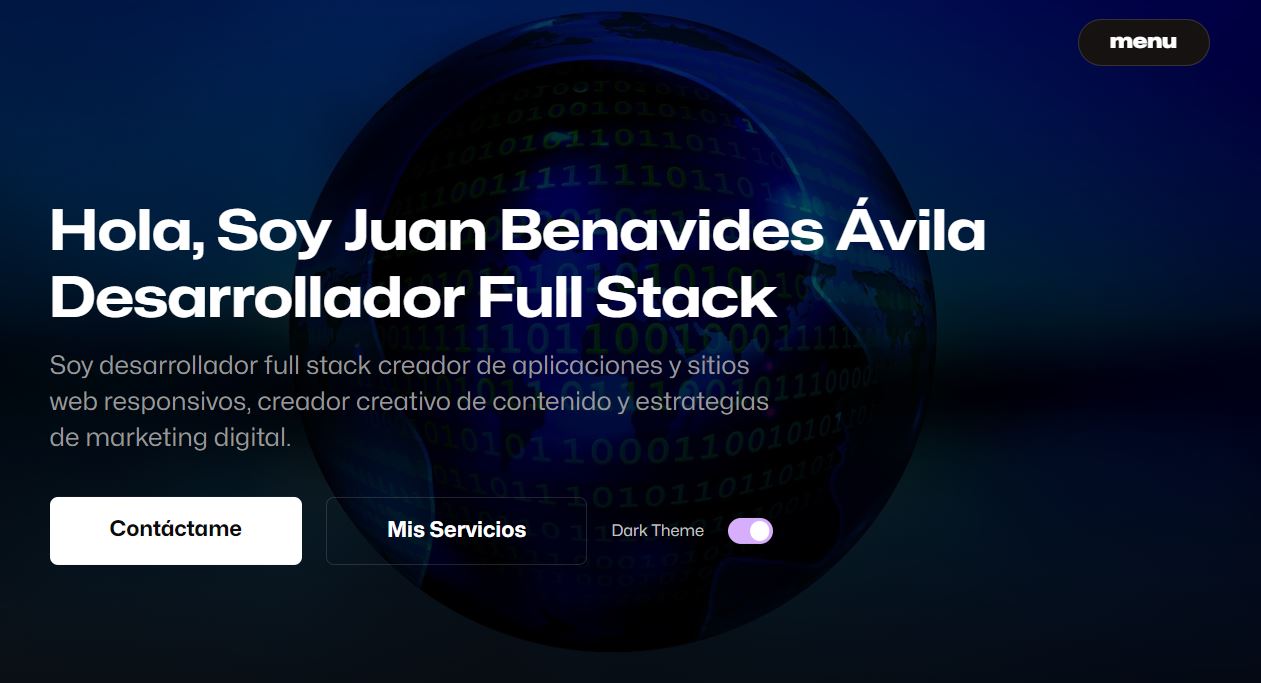 menu
Hola, Soy Juan Benavides Ávila
Desarrollador Full Stack
Soy desarrollador full stack creador de aplicaciones y sitios
web responsivos, creador creativo de contenido y estrategias
de marketing digital.
Contáctame
Mis Servicios
Dark Theme